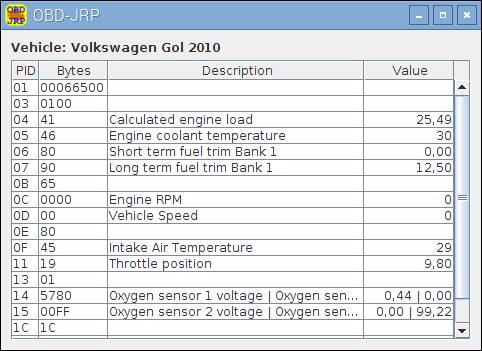 OBD
JRP
OBD-JRP
Vehicle: Volkswagen Gol 2010
PID Bytes Description Value
01 00066500
03 0100
04 41 Calculated engine load 25,49
05 46 Engine coolant temperature 30
06 80 Short term fuel trim Bank 1 0,00
07 90 Long term fuel trim Bank 1 12,50
0B 65
0C 0000 Engine RPM 0
0D 00 Vehicle Speed 0
0E 80
0F 45 Intake Air Temperature 29
11 19 Throttle position 9,80
13 01
14 5780 Oxygen sensor 1 voltage | Oxygen sen... 0,44 | 0,00
15 00FF Oxygen sensor 2 voltage | Oxygen sen... 0,00 | 99,22
1C 1C